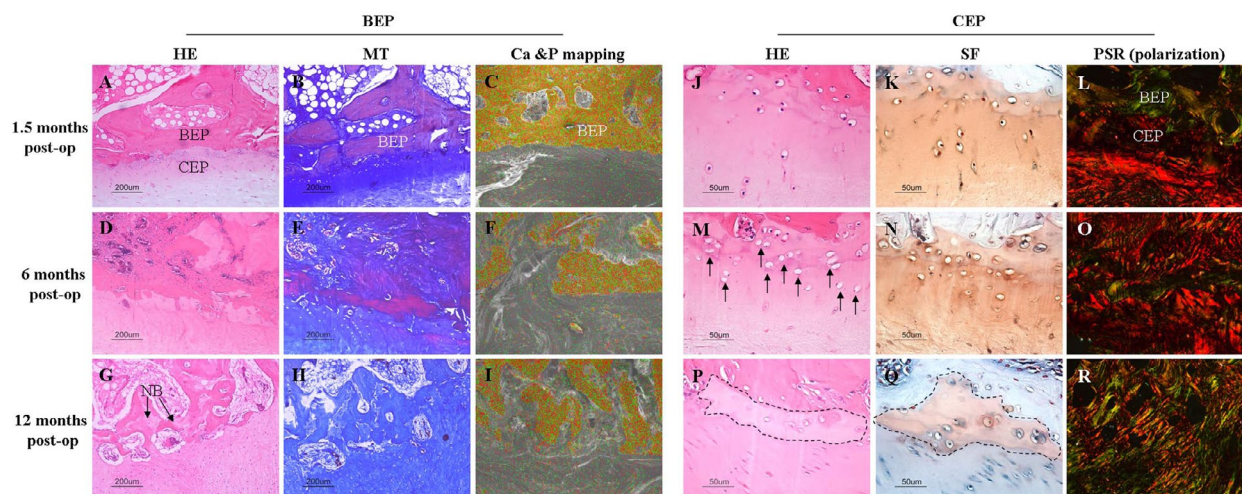 BEP CEP
HE MT Ca &P mapping HE SF PSR (polarization)
1.5 months
post-op
A B C J K L
BEP
BEP
BEP
BEP
CEP
CEP
200um 200um 50um 50um
6 months
post-op
D E F M N O
200um 200um 50um 50um
12 months
post-op
G H I P Q R
NB
200um 200um 50um 50um